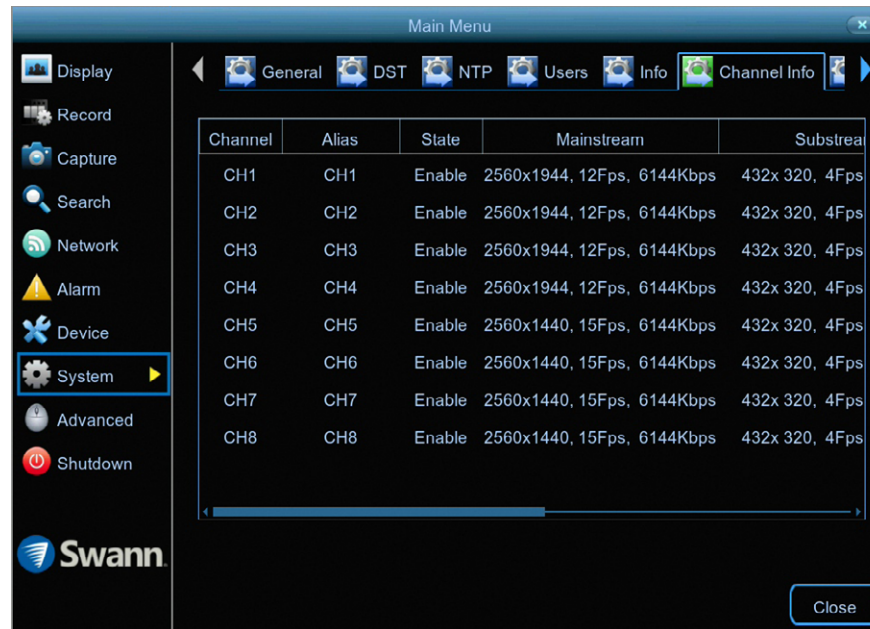 Main Menu
Display
Record
Capture
Search
Network
Alarm
Device
System
Advanced
Shutdown
Swann
General DST NTP Users Info Channel Info
Channel Alias State Mainstream Substrea
CH1 CH1 Enable 2560x1944, 12Fps, 6144Kbps 432x 320, 4Fps
CH2 CH2 Enable 2560x1944, 12Fps, 6144Kbps 432x 320, 4Fps
CH3 CH3 Enable 2560x1944, 12Fps, 6144Kbps 432x 320, 4Fps
CH4 CH4 Enable 2560x1944, 12Fps, 6144Kbps 432x 320, 4Fps
CH5 CH5 Enable 2560x1440, 15Fps, 6144Kbps 432x 320, 4Fps
CH6 CH6 Enable 2560x1440, 15Fps, 6144Kbps 432x 320, 4Fps
CH7 CH7 Enable 2560x1440, 15Fps, 6144Kbps 432x 320, 4Fps
CH8 CH8 Enable 2560x1440, 15Fps, 6144Kbps 432x 320, 4Fps
Close